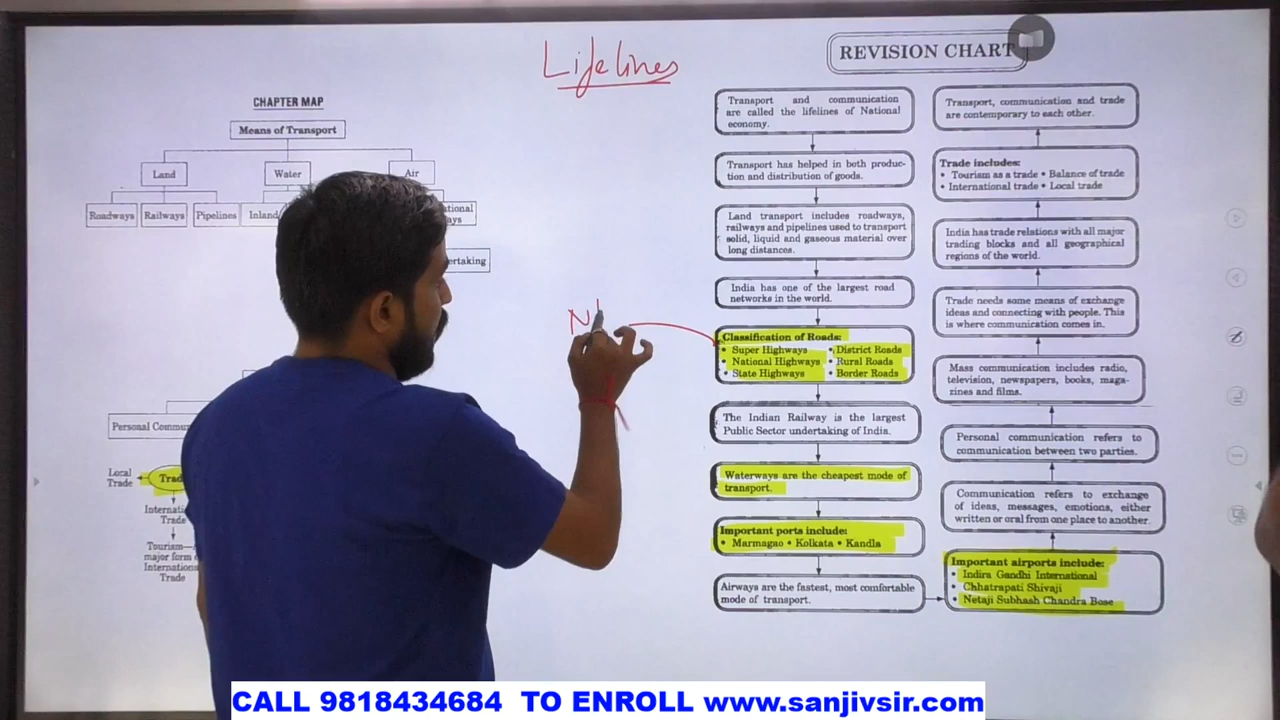 Lifelines
REVISION CHART
CHAPTER MAP
Means of Transport
Land
Water
Air
Roadways
Railways
Pipelines
Inland
Personal
Local
Trade
Trade
Trade
Tourism—
major form
International
Trade
N
Transport and communication
are called the lifelines of National
economy.
Transport has helped in both produc-
tion and distribution of goods.
Land transport includes roadways,
railways and pipelines used to transport
solid, liquid and gaseous material over
long distances.
India has one of the largest road
networks in the world.
Classification of Roads:
• Super Highways • District Roads
• National Highways • Rural Roads
• State Highways • Border Roads
The Indian Railway is the largest
Public Sector undertaking of India.
Waterways are the cheapest mode of
transport.
Important ports include:
• Marmagao • Kolkata • Kandla
Airways are the fastest, most comfortable
mode of transport.
Transport, communication and trade
are contemporary to each other.
Trade includes:
• Tourism as a trade • Balance of trade
• International trade • Local trade
India has trade relations with all major
trading blocks and all geographical
regions of the world.
Trade needs some means of exchange
ideas and connecting with people. This
is where communication comes in.
Mass communication includes radio,
television, newspapers, books, maga-
zines and films.
Personal communication refers to
communication between two parties.
Communication refers to exchange
of ideas, messages, emotions, either
written or oral from one place to another.
Important airports include:
• Indira Gandhi International
• Chhatrapati Shivaji
• Netaji Subhash Chandra Bose
CALL 9818434684 TO ENROLL www.sanjivsir.com